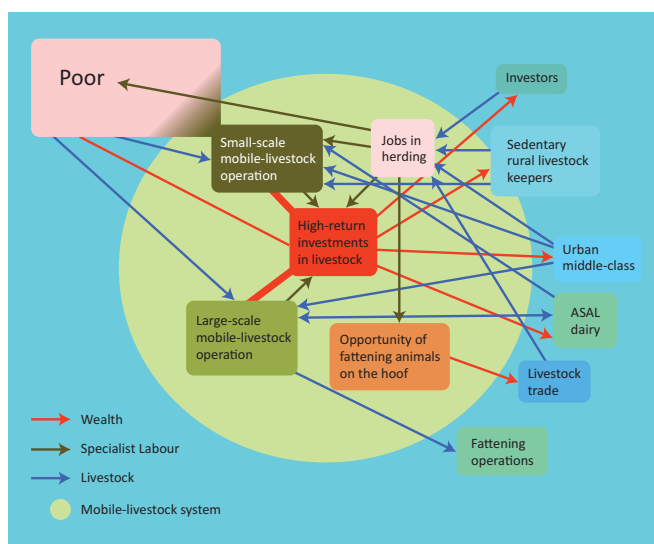 Poor
Investors
Small-scale
mobile-livestock
operation
Jobs in
herding
Sedentary
rural livestock
keepers
High-return
investments
in livestock
Urban
middle-class
Large-scale
mobile-livestock
operation
Opportunity of
fattening animals
on the hoof
ASAL
dairy
Livestock
trade
Fattening
operations
Wealth
Specialist Labour
Livestock
Mobile-livestock system